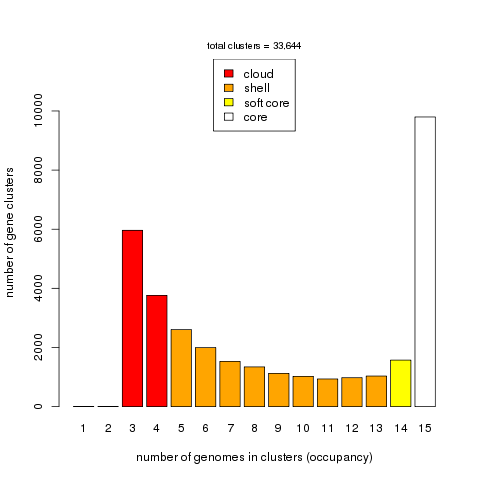 total clusters = 33,644
cloud
shell
soft core
core
number of gene clusters
10000
8000
6000
4000
2000
0
1 2 3 4 5 6 7 8 9 10 11 12 13 14 15
number of genomes in clusters (occupancy)